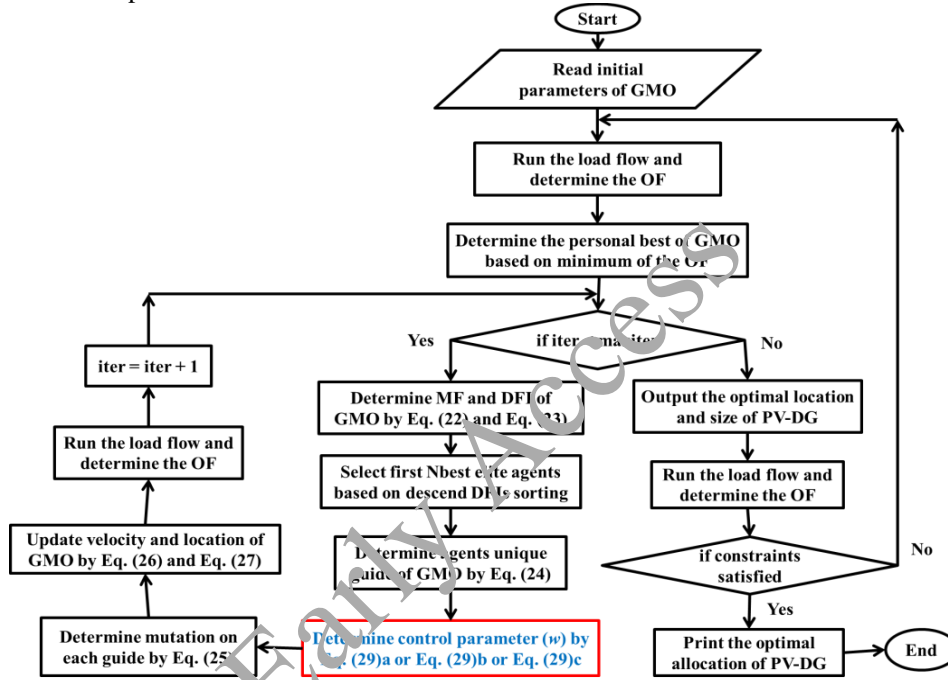 Start
Read initial
parameters of GMO
Run the load flow and
determine the OF
Determine the personal best of GMO
based on minimum of the OF
if iter
Yes
No
Determine MF and DFI of
GMO by Eq. (22) and Eq. (23)
Select first Nbest elite agents
based on descend DFIs sorting
Determine agents unique
guide of GMO by Eq. (24)
Determine control parameter (w) by
Eq. (29)a or Eq. (29)b or Eq. (29)c
Determine mutation on
each guide by Eq. (25)
Update velocity and location of
GMO by Eq. (26) and Eq. (27)
Run the load flow and
determine the OF
iter = iter + 1
Output the optimal location
and size of PV-DG
Run the load flow and
determine the OF
if constraints
satisfied
No
Yes
Print the optimal
allocation of PV-DG
End
Early Access